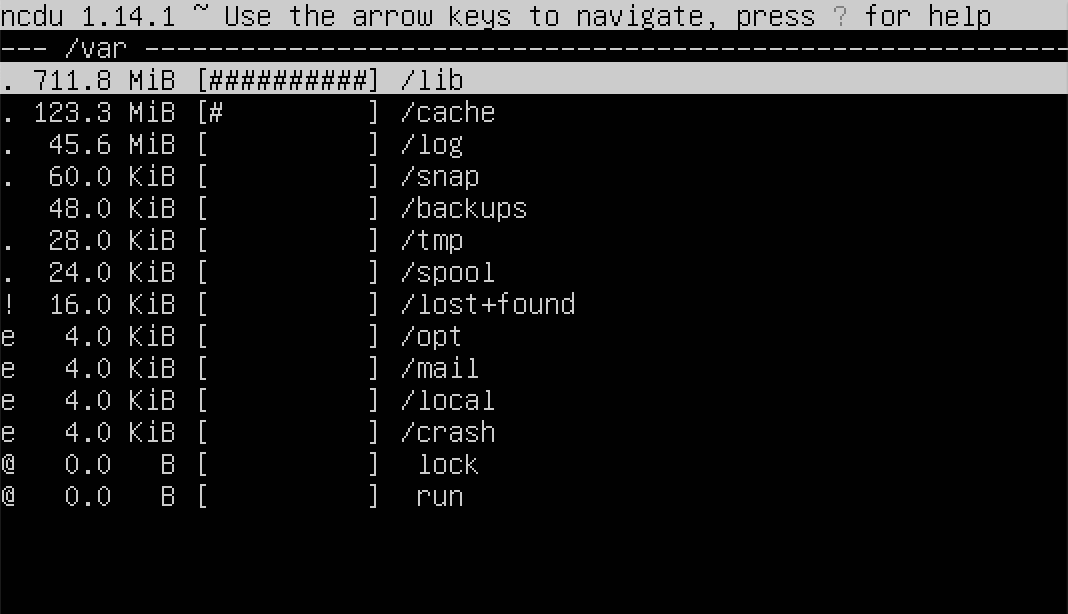 ncdu 1.14.1 ~ Use the arrow keys to navigate, press ? for help
--- /var ----------------------------------------------------------
. 711.8 MiB [##########] /lib
. 123.3 MiB [#         ] /cache
.  45.6 MiB [          ] /log
.  60.0 KiB [          ] /snap
   48.0 KiB [          ] /backups
.  28.0 KiB [          ] /tmp
.  24.0 KiB [          ] /spool
!  16.0 KiB [          ] /lost+found
e   4.0 KiB [          ] /opt
e   4.0 KiB [          ] /mail
e   4.0 KiB [          ] /local
e   4.0 KiB [          ] /crash
@   0.0   B [          ]  lock
@   0.0   B [          ]  run